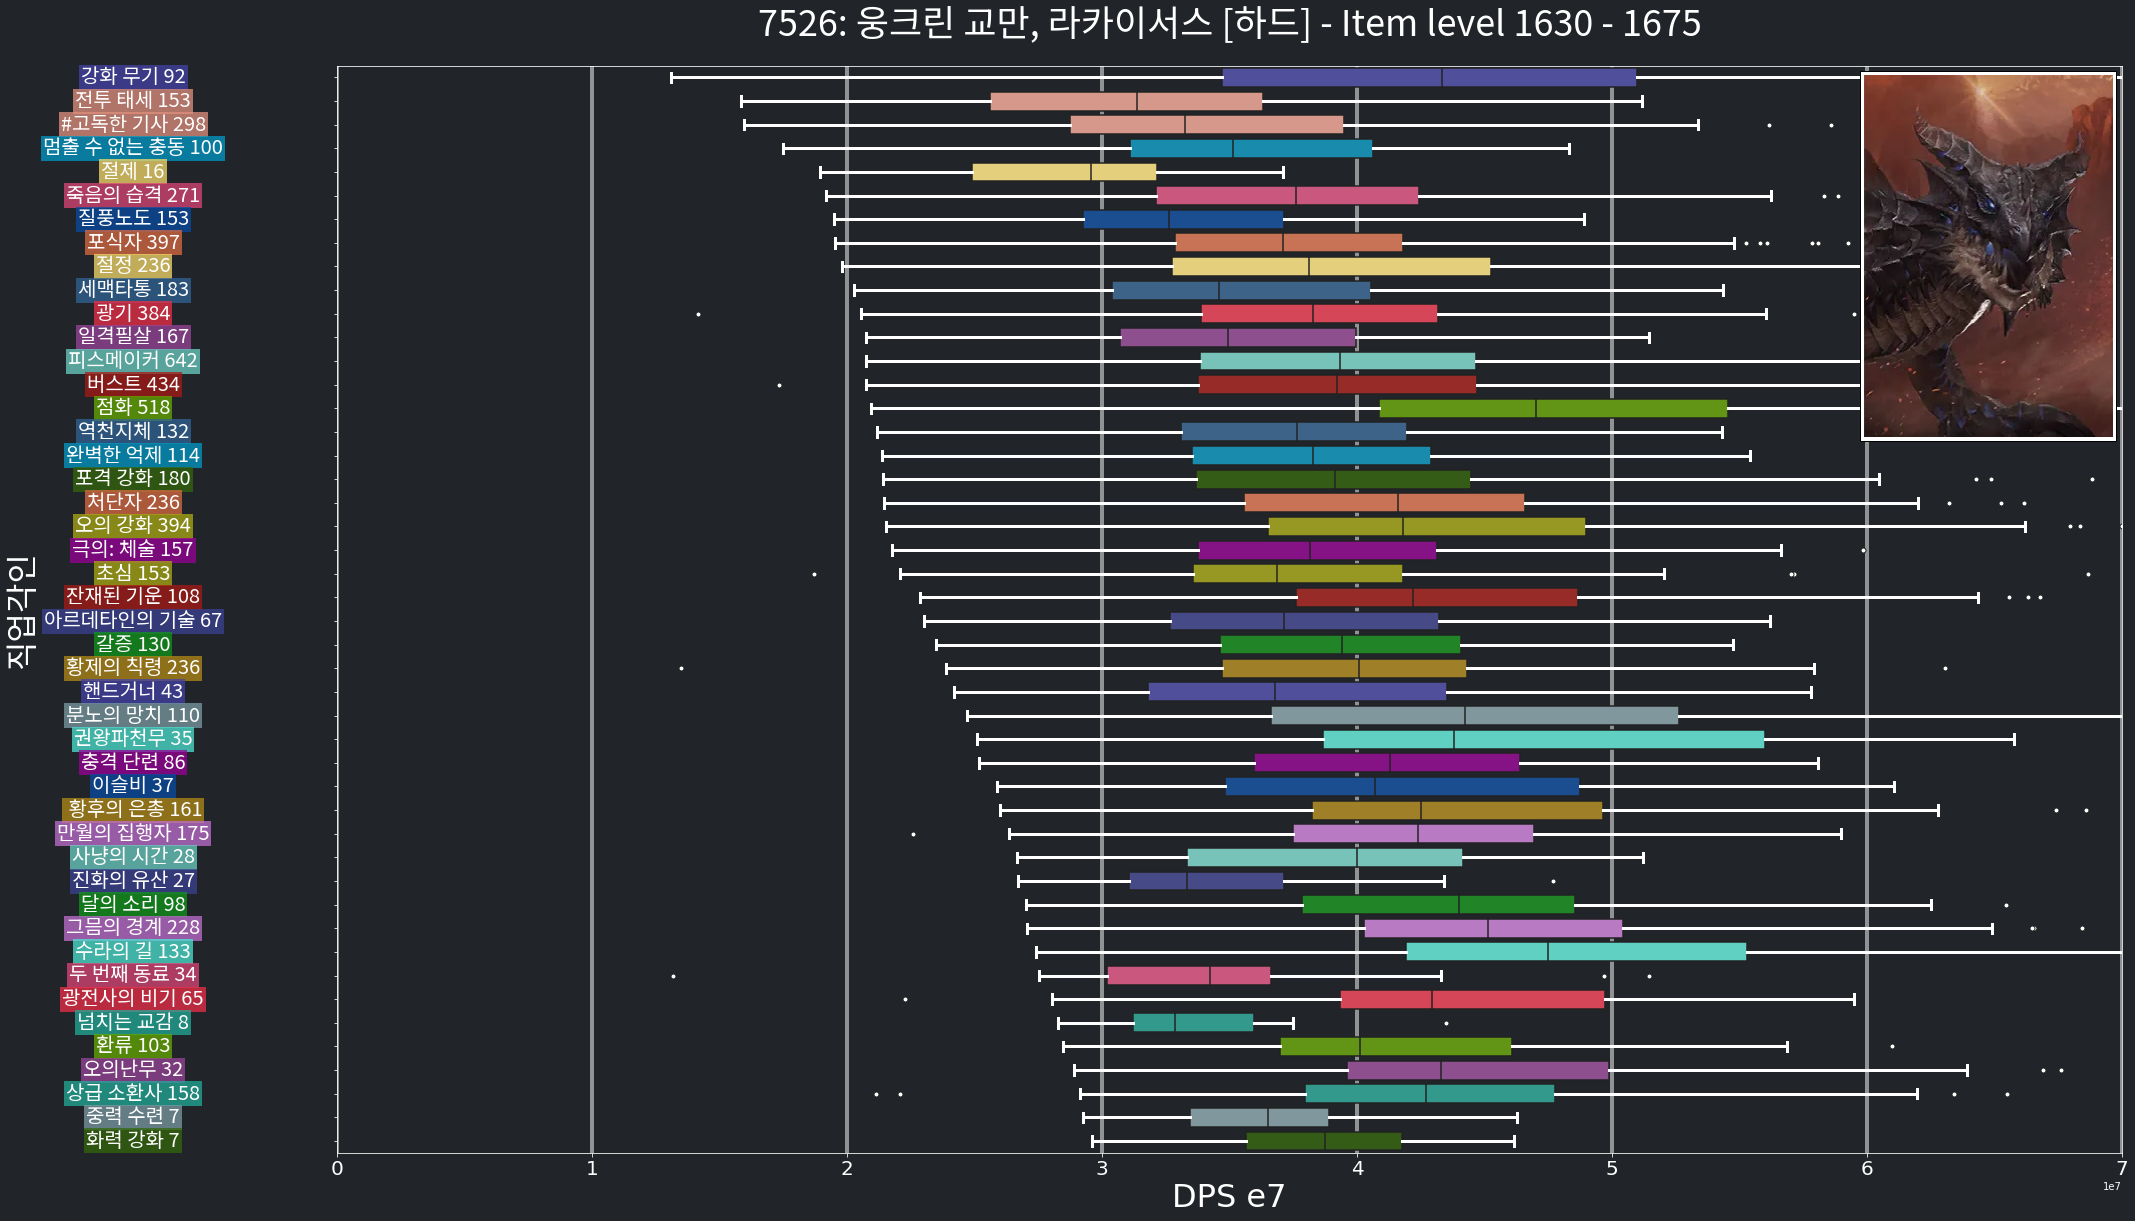 7526: 웅크린 교만, 라카이서스 [하드] - Item level 1630 - 1675
직업각인
강화 무기 92
전투 태세 153
#고독한 기사 298
멈출 수 없는 충동 100
절제 16
죽음의 습격 271
질풍노도 153
포식자 397
절정 236
세맥타통 183
광기 384
일격필살 167
피스메이커 642
버스트 434
점화 518
역천지체 132
완벽한 억제 114
포격 강화 180
처단자 236
오의 강화 394
극의: 체술 157
초심 153
잔재된 기운 108
아르데타인의 기술 67
갈증 130
황제의 칙령 236
핸드거너 43
분노의 망치 110
권왕파천무 35
충격 단련 86
이슬비 37
황후의 은총 161
만월의 집행자 175
사냥의 시간 28
진화의 유산 27
달의 소리 98
그믐의 경계 228
수라의 길 133
두 번째 동료 34
광전사의 비기 65
넘치는 교감 8
환류 103
오의난무 32
상급 소환사 158
중력 수련 7
화력 강화 7
0 1 2 3 4 5 6 7
1e7
DPS e7